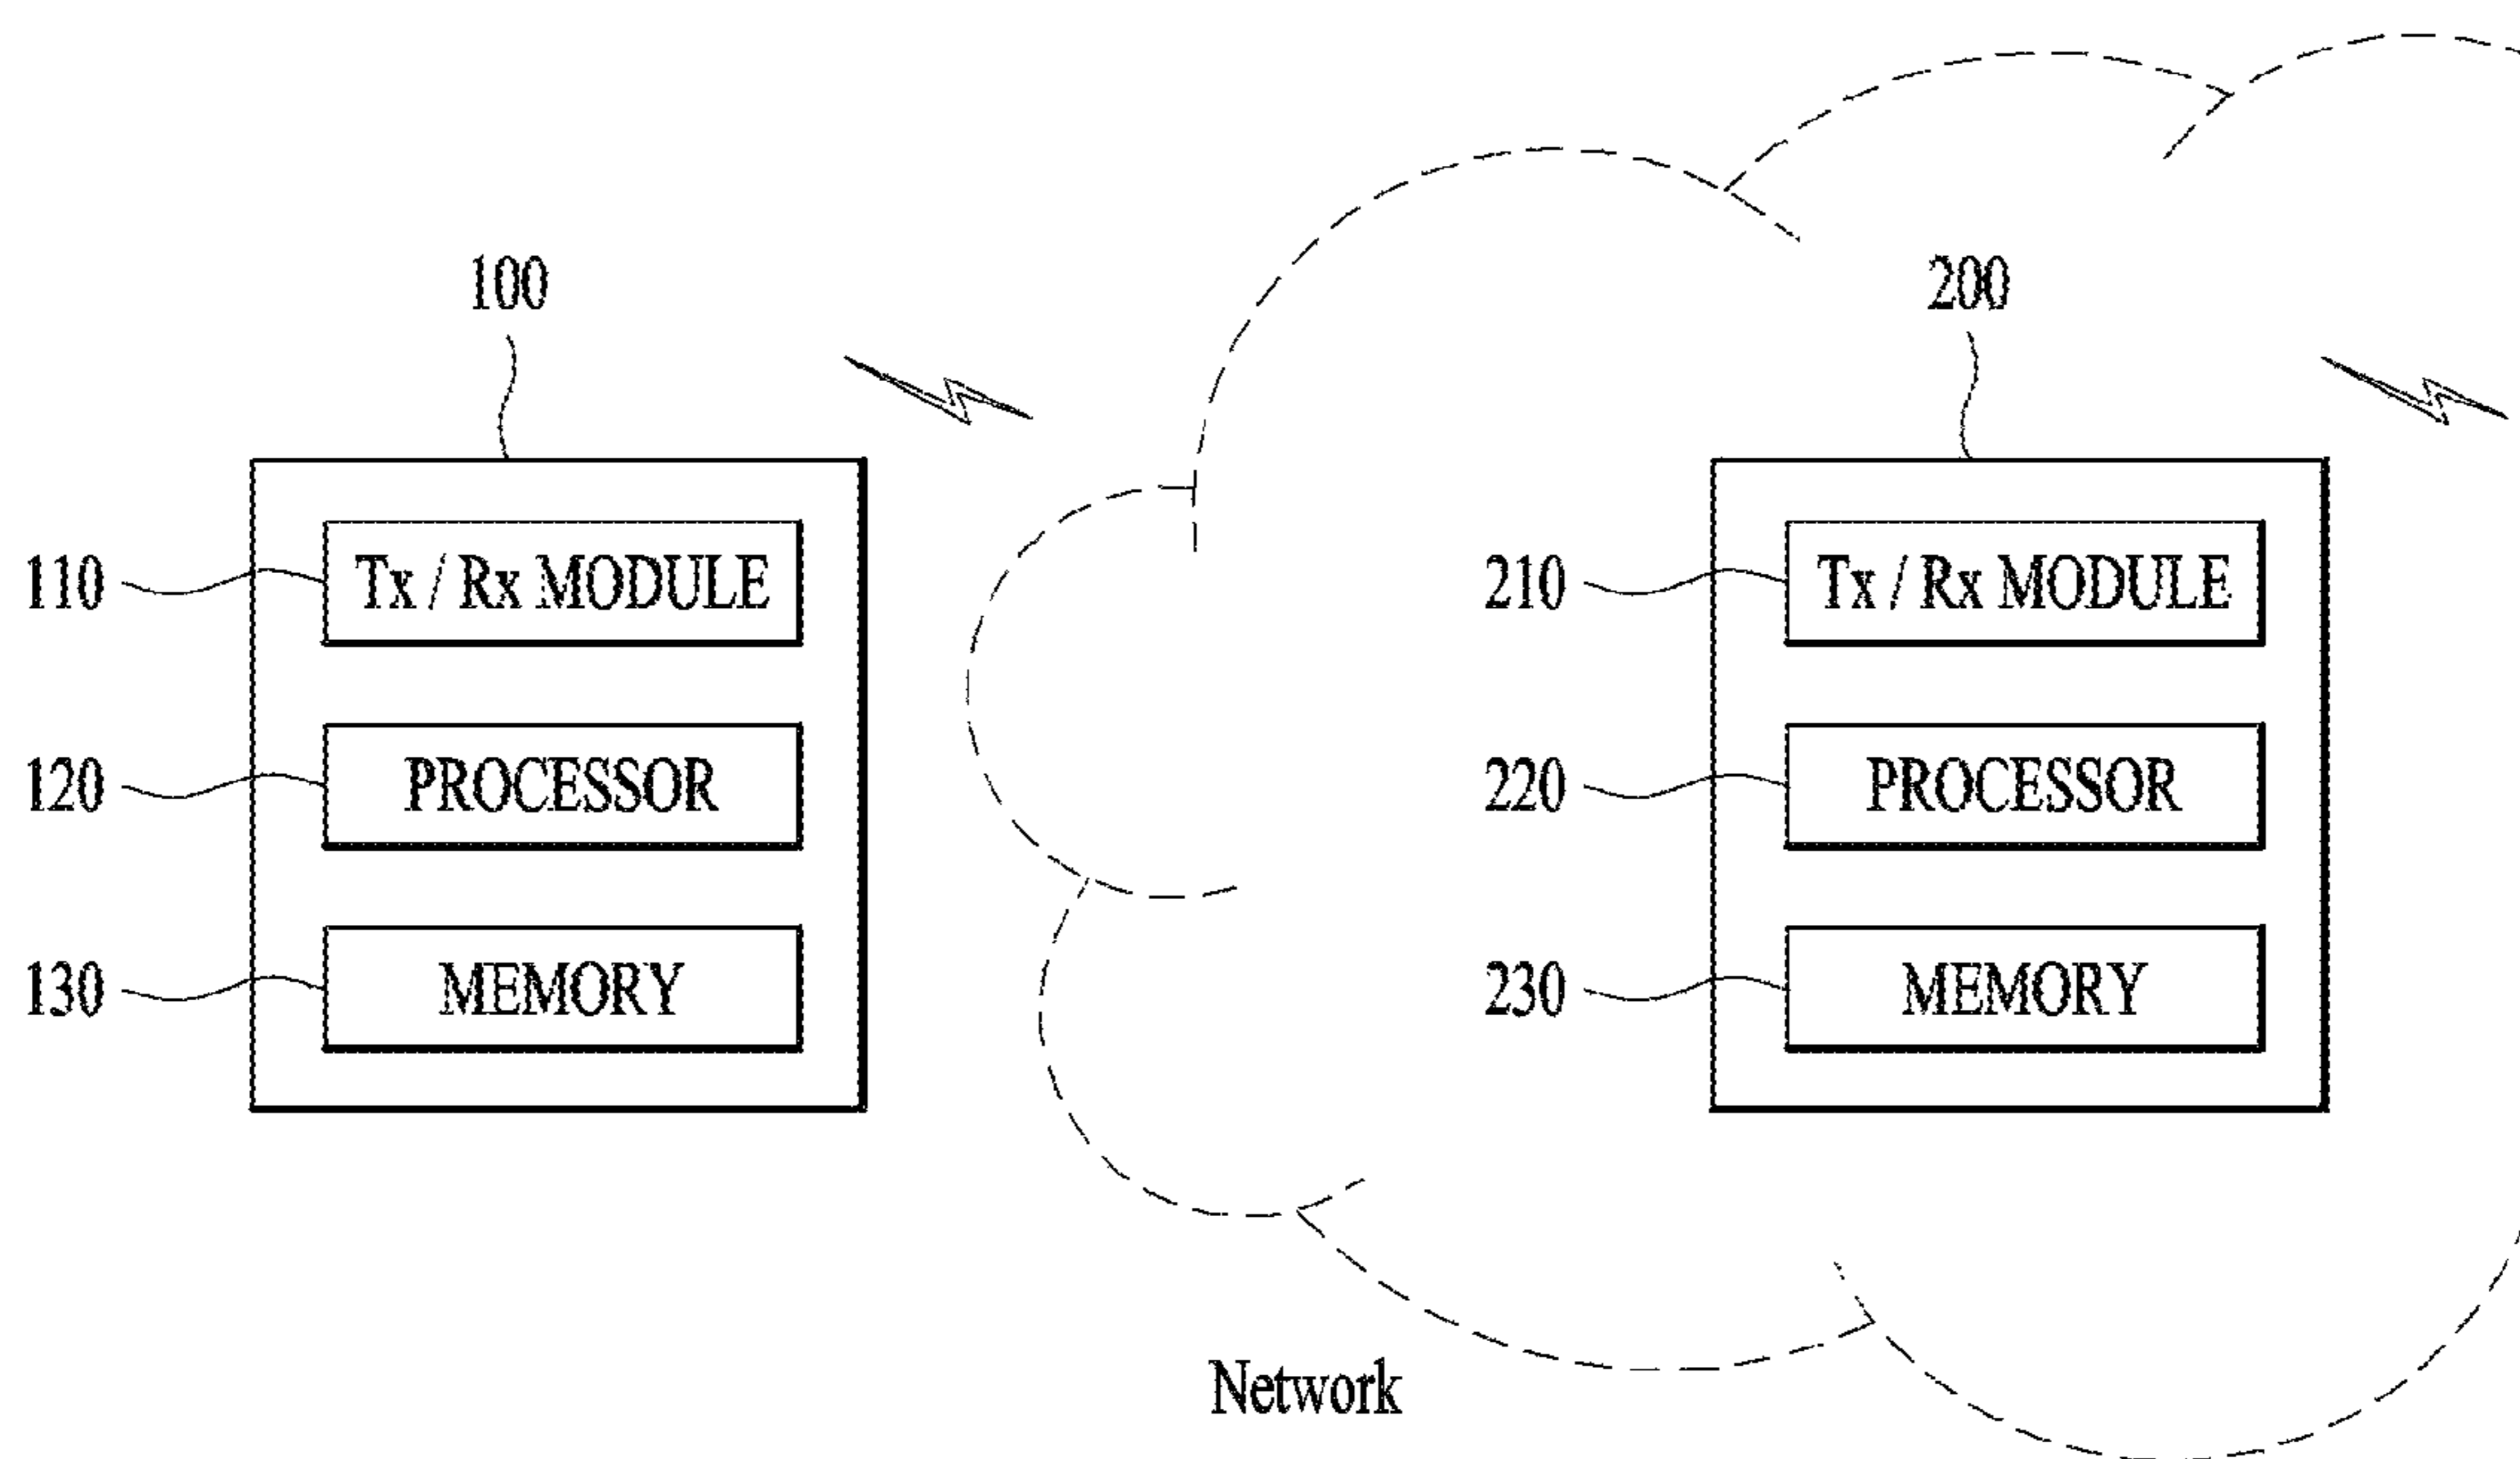 100
200
110 Tx / Rx MODULE
210 Tx / Rx MODULE
120 PROCESSOR
220 PROCESSOR
130 MEMORY
230 MEMORY
Network